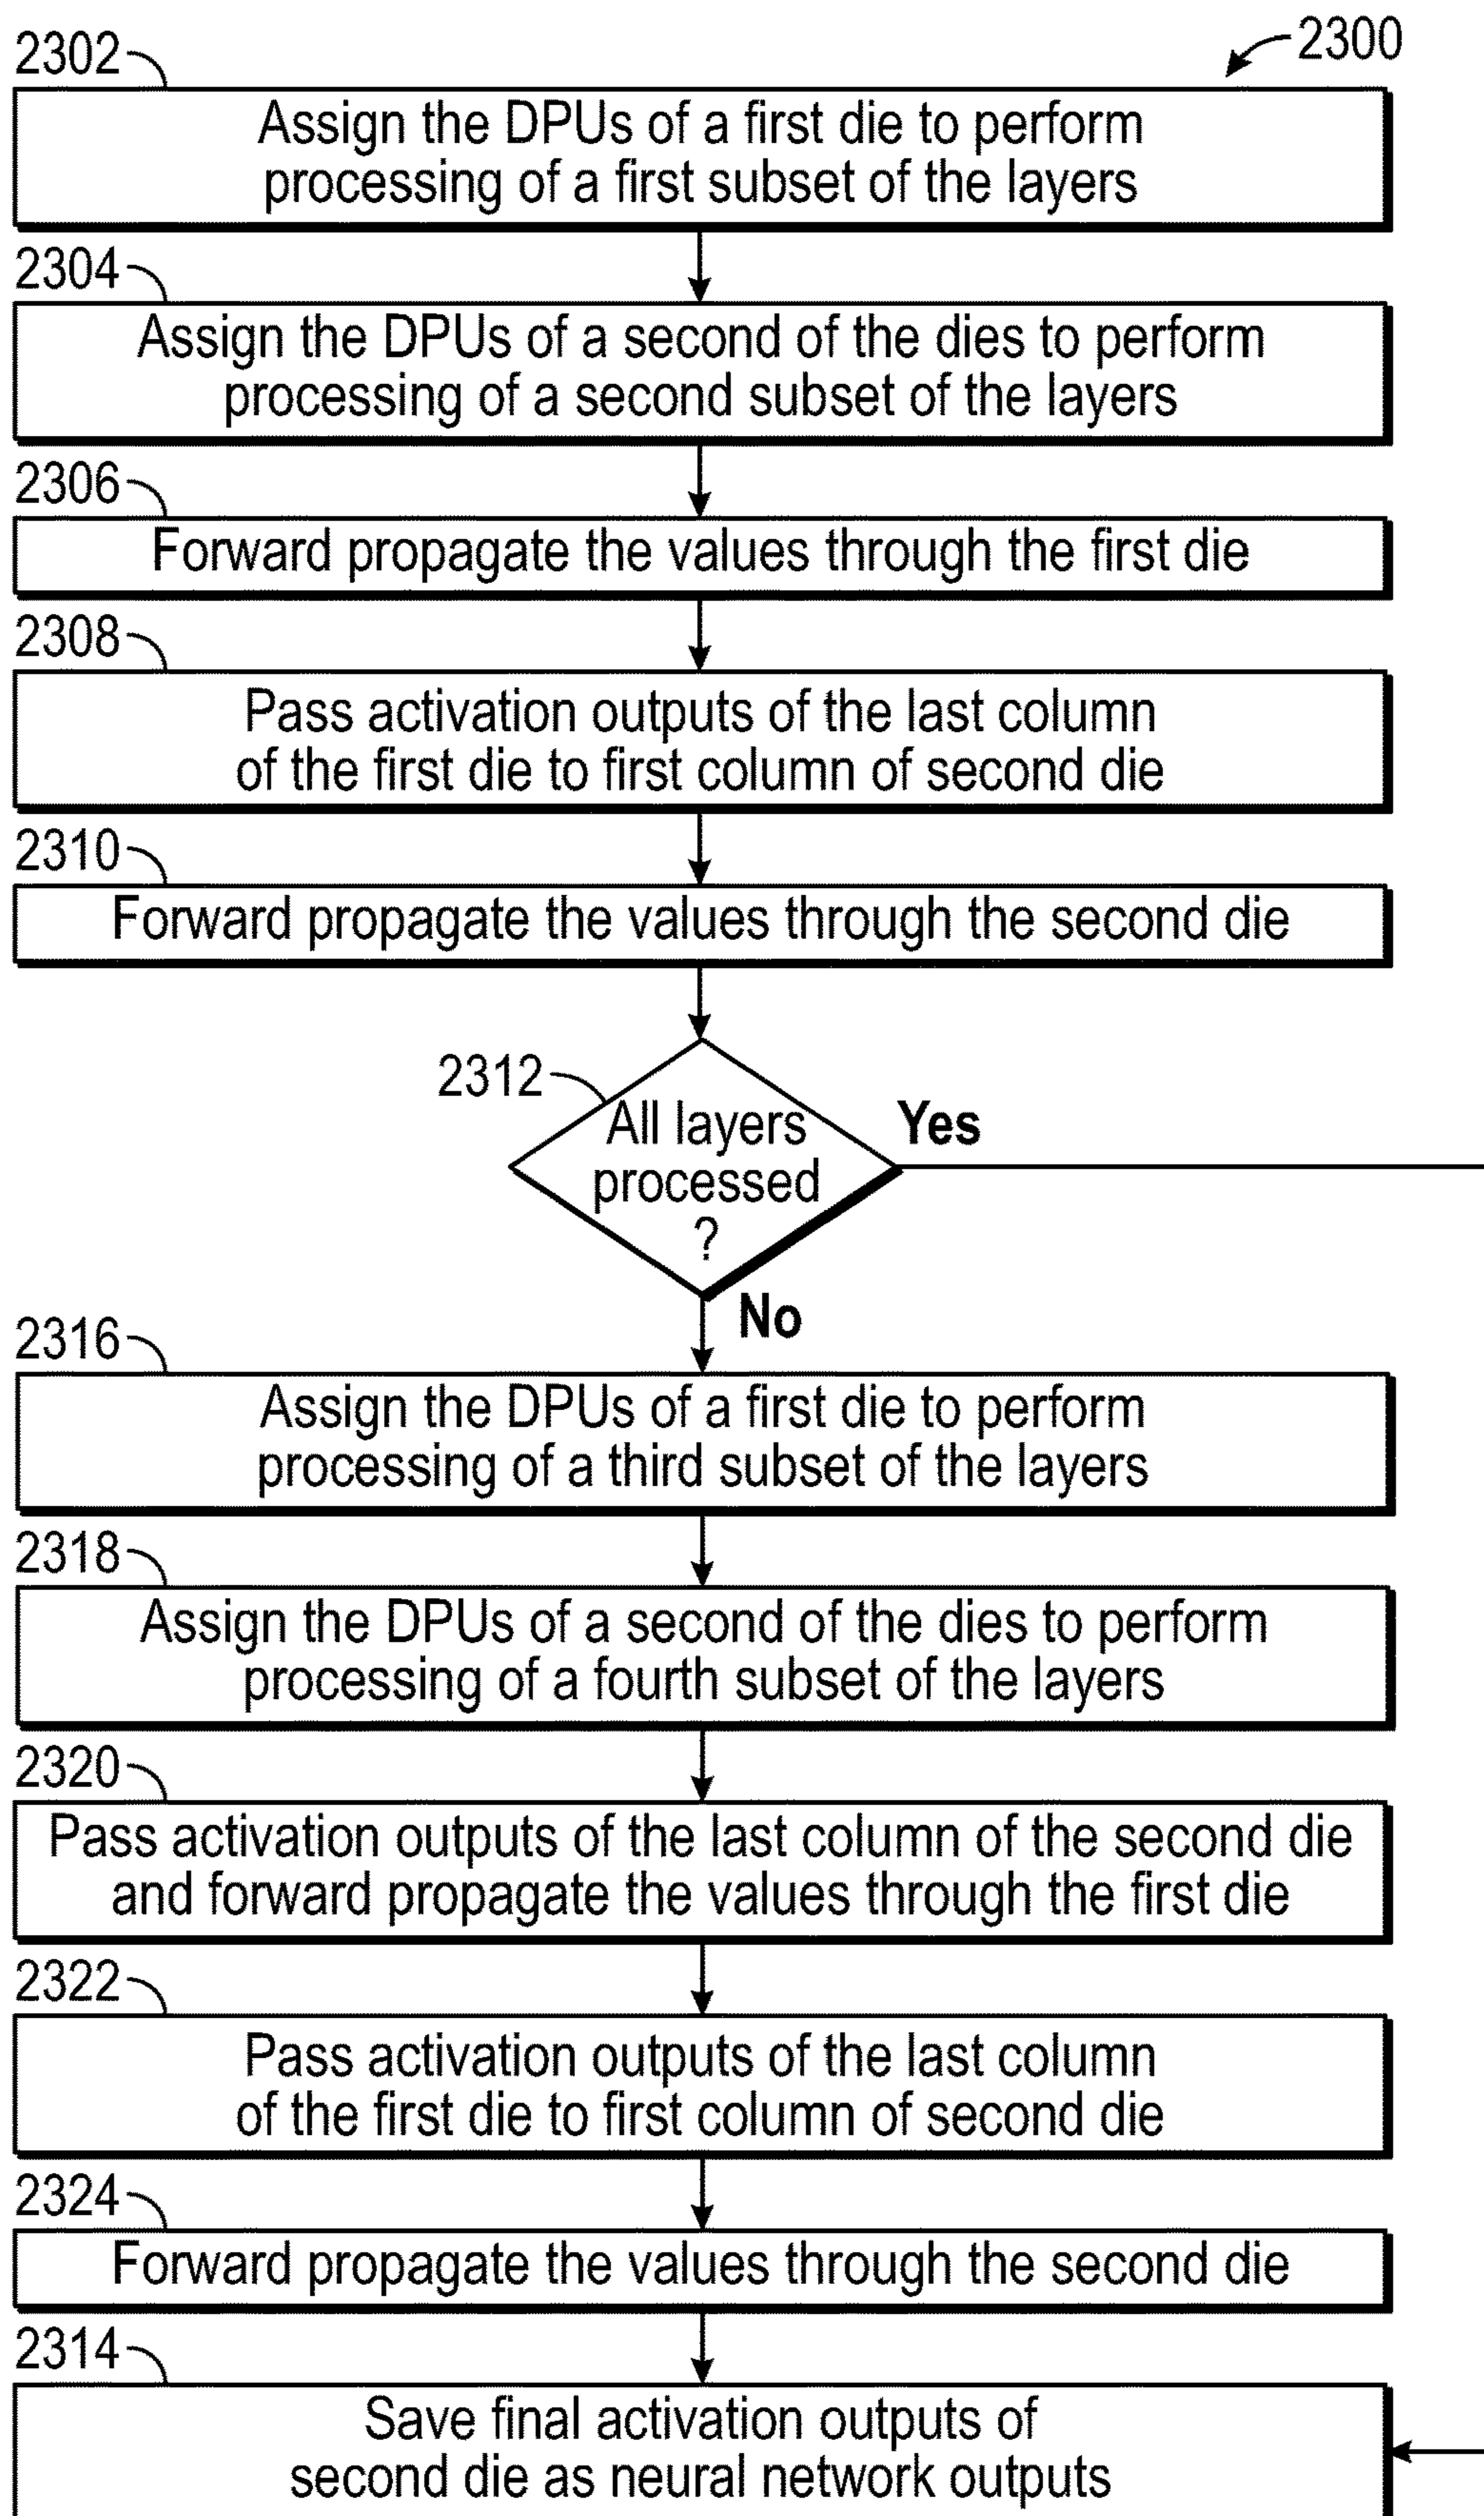 2300
2302
Assign the DPUs of a first die to perform
processing of a first subset of the layers
2304
Assign the DPUs of a second of the dies to perform
processing of a second subset of the layers
2306
Forward propagate the values through the first die
2308
Pass activation outputs of the last column
of the first die to first column of second die
2310
Forward propagate the values through the second die
2312
All layers
processed
?
Yes
No
2316
Assign the DPUs of a first die to perform
processing of a third subset of the layers
2318
Assign the DPUs of a second of the dies to perform
processing of a fourth subset of the layers
2320
Pass activation outputs of the last column of the second die
and forward propagate the values through the first die
2322
Pass activation outputs of the last column
of the first die to first column of second die
2324
Forward propagate the values through the second die
2314
Save final activation outputs of
second die as neural network outputs